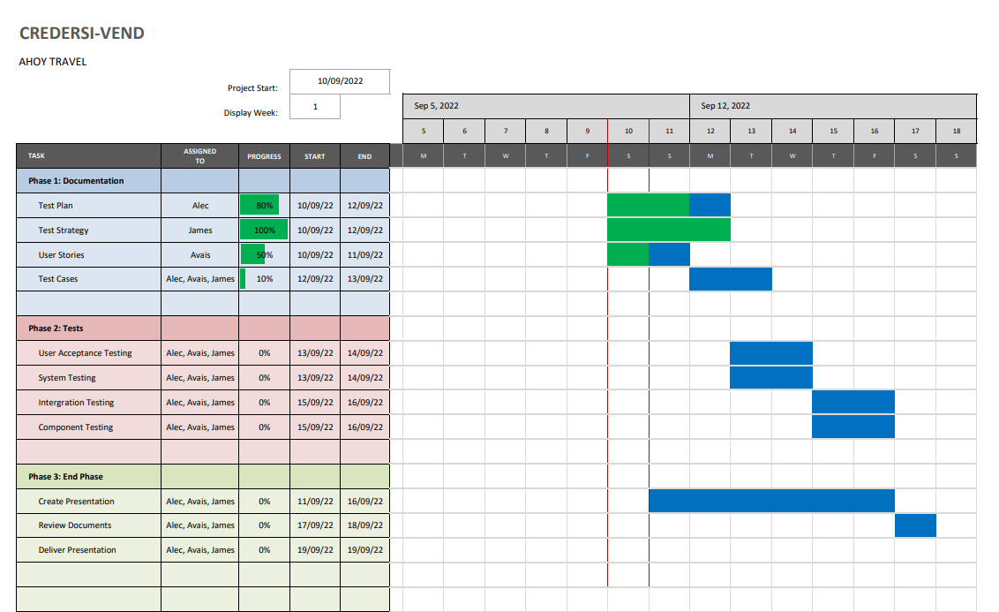 CREDERSI-VEND
AHOY TRAVEL
Project Start: 10/09/2022
Display Week: 1
Sep 5, 2022 Sep 12, 2022
5 6 7 8 9 10 11 12 13 14 15 16 17 18
TASK ASSIGNED TO PROGRESS START END M T W T F S S M T W T F S S
Phase 1: Documentation
Test Plan Alec 80% 10/09/22 12/09/22
Test Strategy James 100% 10/09/22 12/09/22
User Stories Avais 50% 10/09/22 11/09/22
Test Cases Alec, Avais, James 10% 12/09/22 13/09/22
Phase 2: Tests
User Acceptance Testing Alec, Avais, James 0% 13/09/22 14/09/22
System Testing Alec, Avais, James 0% 13/09/22 14/09/22
Intergration Testing Alec, Avais, James 0% 15/09/22 16/09/22
Component Testing Alec, Avais, James 0% 15/09/22 16/09/22
Phase 3: End Phase
Create Presentation Alec, Avais, James 0% 11/09/22 16/09/22
Review Documents Alec, Avais, James 0% 17/09/22 18/09/22
Deliver Presentation Alec, Avais, James 0% 19/09/22 19/09/22